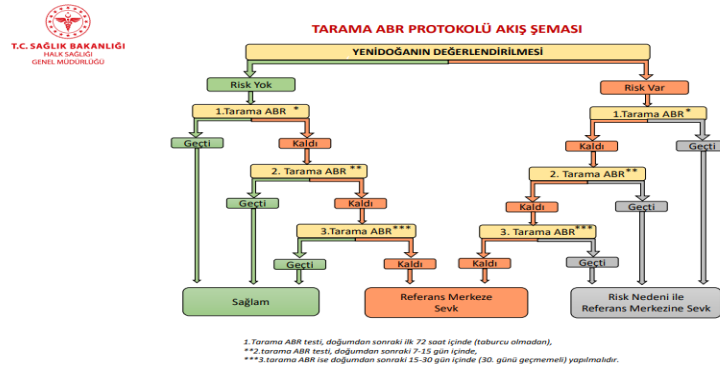 T.C. SAĞLIK BAKANLIĞI
HALK SAĞLIĞI
GENEL MÜDÜRLÜĞÜ
TARAMA ABR PROTOKOLÜ AKIŞ ŞEMASI
YENİDOĞANIN DEĞERLENDİRİLMESİ
Risk Yok
Risk Var
1.Tarama ABR *
1.Tarama ABR*
Geçti
Kaldı
Kaldı
Geçti
2. Tarama ABR**
2. Tarama ABR**
Geçti
Kaldı
Kaldı
Geçti
3.Tarama ABR***
3. Tarama ABR***
Geçti
Kaldı
Kaldı
Geçti
Sağlam
Referans Merkeze
Sevk
Risk Nedeni ile
Referans Merkezine Sevk
1.Tarama ABR testi, doğumdan sonraki ilk 72 saat içinde (taburcu olmadan),
**2.tarama ABR testi, doğumdan sonraki 7-15 gün içinde,
***3.tarama ABR ise doğumdan sonraki 15-30 gün içinde (30. günü geçmemeli) yapılmalıdır.